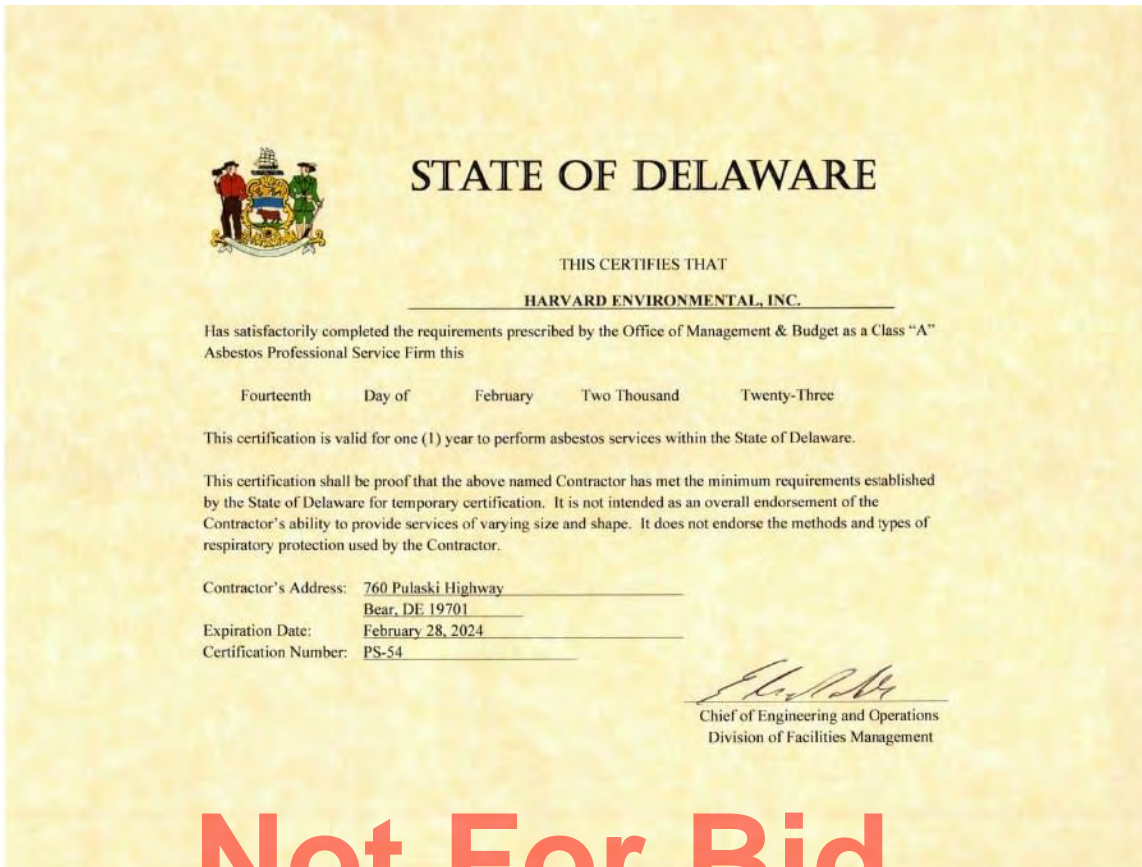 STATE OF DELAWARE
THIS CERTIFIES THAT
HARVARD ENVIRONMENTAL, INC.
Has satisfactorily completed the requirements prescribed by the Office of Management & Budget as a Class “A”
Asbestos Professional Service Firm this
Fourteenth Day of February Two Thousand Twenty-Three
This certification is valid for one (1) year to perform asbestos services within the State of Delaware.
This certification shall be proof that the above named Contractor has met the minimum requirements established
by the State of Delaware for temporary certification. It is not intended as an overall endorsement of the
Contractor’s ability to provide services of varying size and shape. It does not endorse the methods and types of
respiratory protection used by the Contractor.
Contractor’s Address: 760 Pulaski Highway
Bear, DE 19701
Expiration Date: February 28, 2024
Certification Number: PS-54
Chief of Engineering and Operations
Division of Facilities Management
Not For Bid